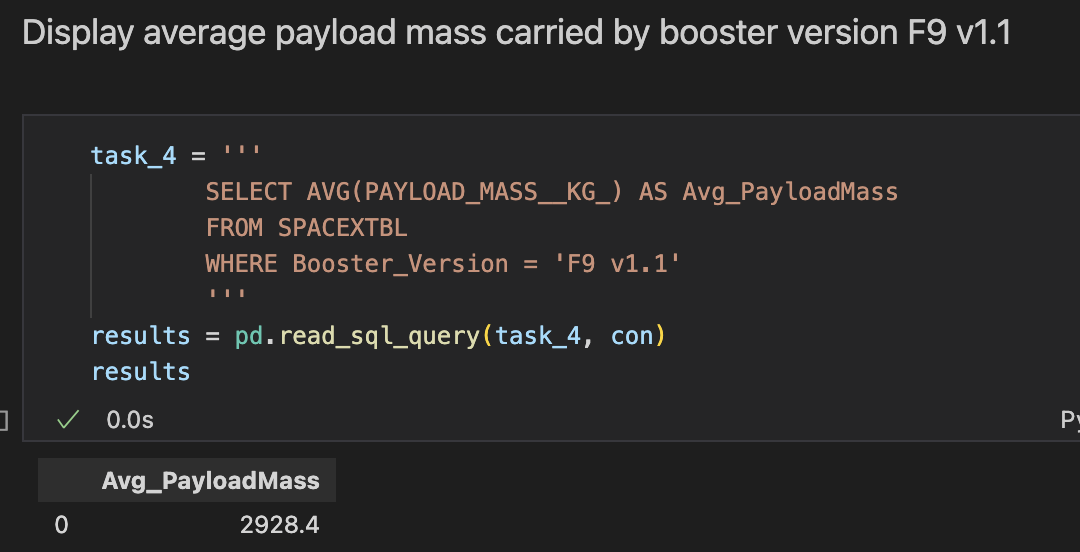 Display average payload mass carried by booster version F9 v1.1
task_4 = '''
SELECT AVG(PAYLOAD_MASS__KG_) AS Avg_PayloadMass
FROM SPACEXTBL
WHERE Booster_Version = 'F9 v1.1'
'''
results = pd.read_sql_query(task_4, con)
results
] ✓ 0.0s Py
Avg_PayloadMass
0 2928.4